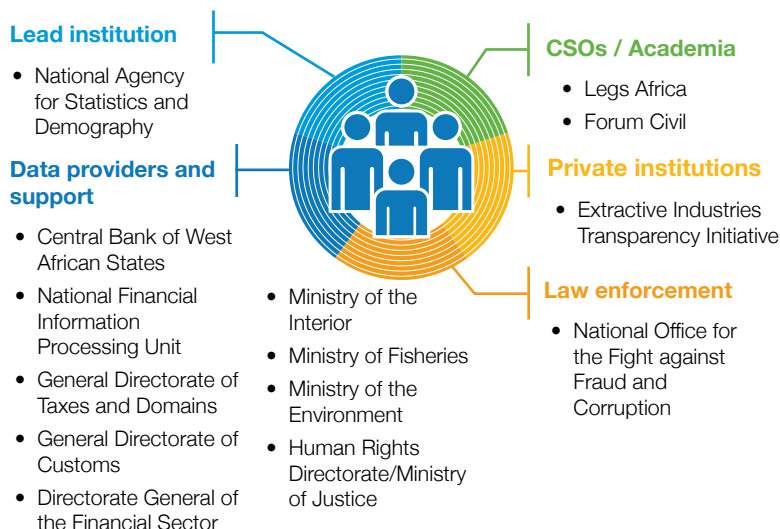 Lead institution
• National Agency
for Statistics and
Demography
Data providers and
support
• Central Bank of West
African States
• National Financial
Information
Processing Unit
• General Directorate of
Taxes and Domains
• General Directorate of
Customs
• Directorate General of
the Financial Sector
• Ministry of the
Interior
• Ministry of Fisheries
• Ministry of the
Environment
• Human Rights
Directorate/Ministry
of Justice
CSOs / Academia
• Legs Africa
• Forum Civil
Private institutions
• Extractive Industries
Transparency Initiative
Law enforcement
• National Office for
the Fight against
Fraud and
Corruption